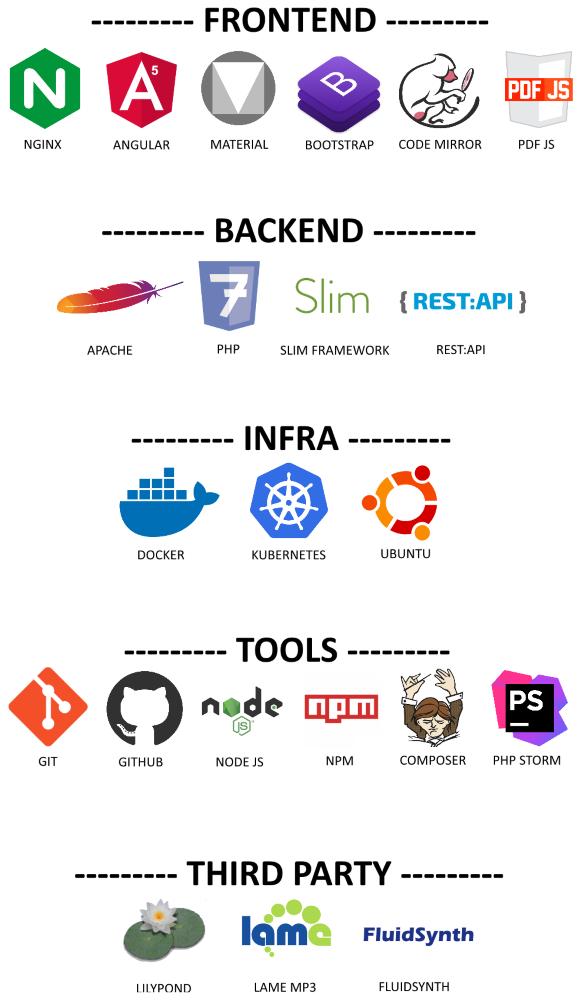 --------- FRONTEND ---------
N
A 5
B
PDF JS
NGINX ANGULAR MATERIAL BOOTSTRAP CODE MIRROR PDF JS
--------- BACKEND ---------
7
Slim
{ REST:API }
APACHE PHP SLIM FRAMEWORK REST:API
--------- INFRA ---------
DOCKER KUBERNETES UBUNTU
--------- TOOLS ---------
node
JS
npm
PS
GIT GITHUB NODE JS NPM COMPOSER PHP STORM
--------- THIRD PARTY ---------
lame
FluidSynth
LILYPOND LAME MP3 FLUIDSYNTH